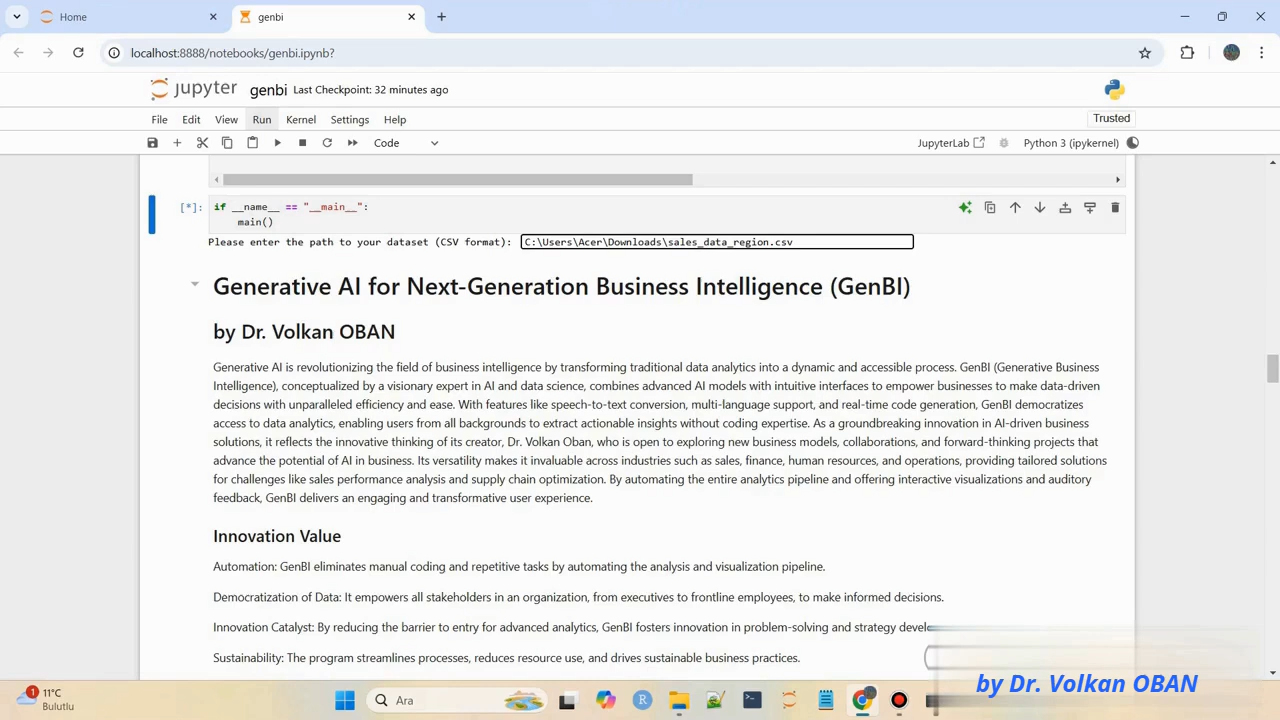 Home
genbi
localhost:8888/notebooks/genbi.ipynb?
jupyter genbi Last Checkpoint: 32 minutes ago
File Edit View Run Kernel Settings Help
Trusted
Code
JupyterLab Python 3 (ipykernel)
[*]: if __name__ == "__main__":
main()
Please enter the path to your dataset (CSV format): C:\Users\Acer\Downloads\sales_data_region.csv
Generative AI for Next-Generation Business Intelligence (GenBI)
by Dr. Volkan OBAN
Generative AI is revolutionizing the field of business intelligence by transforming traditional data analytics into a dynamic and accessible process. GenBI (Generative Business
Intelligence), conceptualized by a visionary expert in AI and data science, combines advanced AI models with intuitive interfaces to empower businesses to make data-driven
decisions with unparalleled efficiency and ease. With features like speech-to-text conversion, multi-language support, and real-time code generation, GenBI democratizes
access to data analytics, enabling users from all backgrounds to extract actionable insights without coding expertise. As a groundbreaking innovation in AI-driven business
solutions, it reflects the innovative thinking of its creator, Dr. Volkan Oban, who is open to exploring new business models, collaborations, and forward-thinking projects that
advance the potential of AI in business. Its versatility makes it invaluable across industries such as sales, finance, human resources, and operations, providing tailored solutions
for challenges like sales performance analysis and supply chain optimization. By automating the entire analytics pipeline and offering interactive visualizations and auditory
feedback, GenBI delivers an engaging and transformative user experience.
Innovation Value
Automation: GenBI eliminates manual coding and repetitive tasks by automating the analysis and visualization pipeline.
Democratization of Data: It empowers all stakeholders in an organization, from executives to frontline employees, to make informed decisions.
Innovation Catalyst: By reducing the barrier to entry for advanced analytics, GenBI fosters innovation in problem-solving and strategy devel
Sustainability: The program streamlines processes, reduces resource use, and drives sustainable business practices.
by Dr. Volkan OBAN
1
11°C
Bulutlu
Ara
R